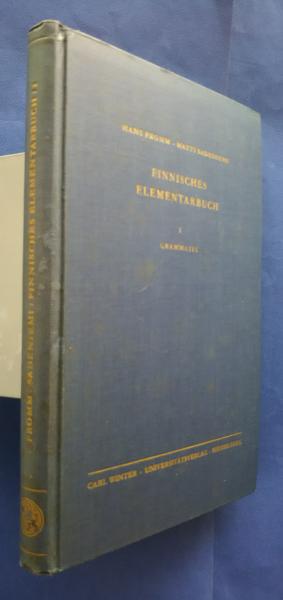 HANS FROMM - MATTI SADENIEMI
FINNISCHES
ELEMENTARBUCH
I
GRAMMATIK
CARL WINTER · UNIVERSITÄTSVERLAG · HEIDELBERG
FROMM · SADENIEMI: FINNISCHES ELEMENTARBUCH I